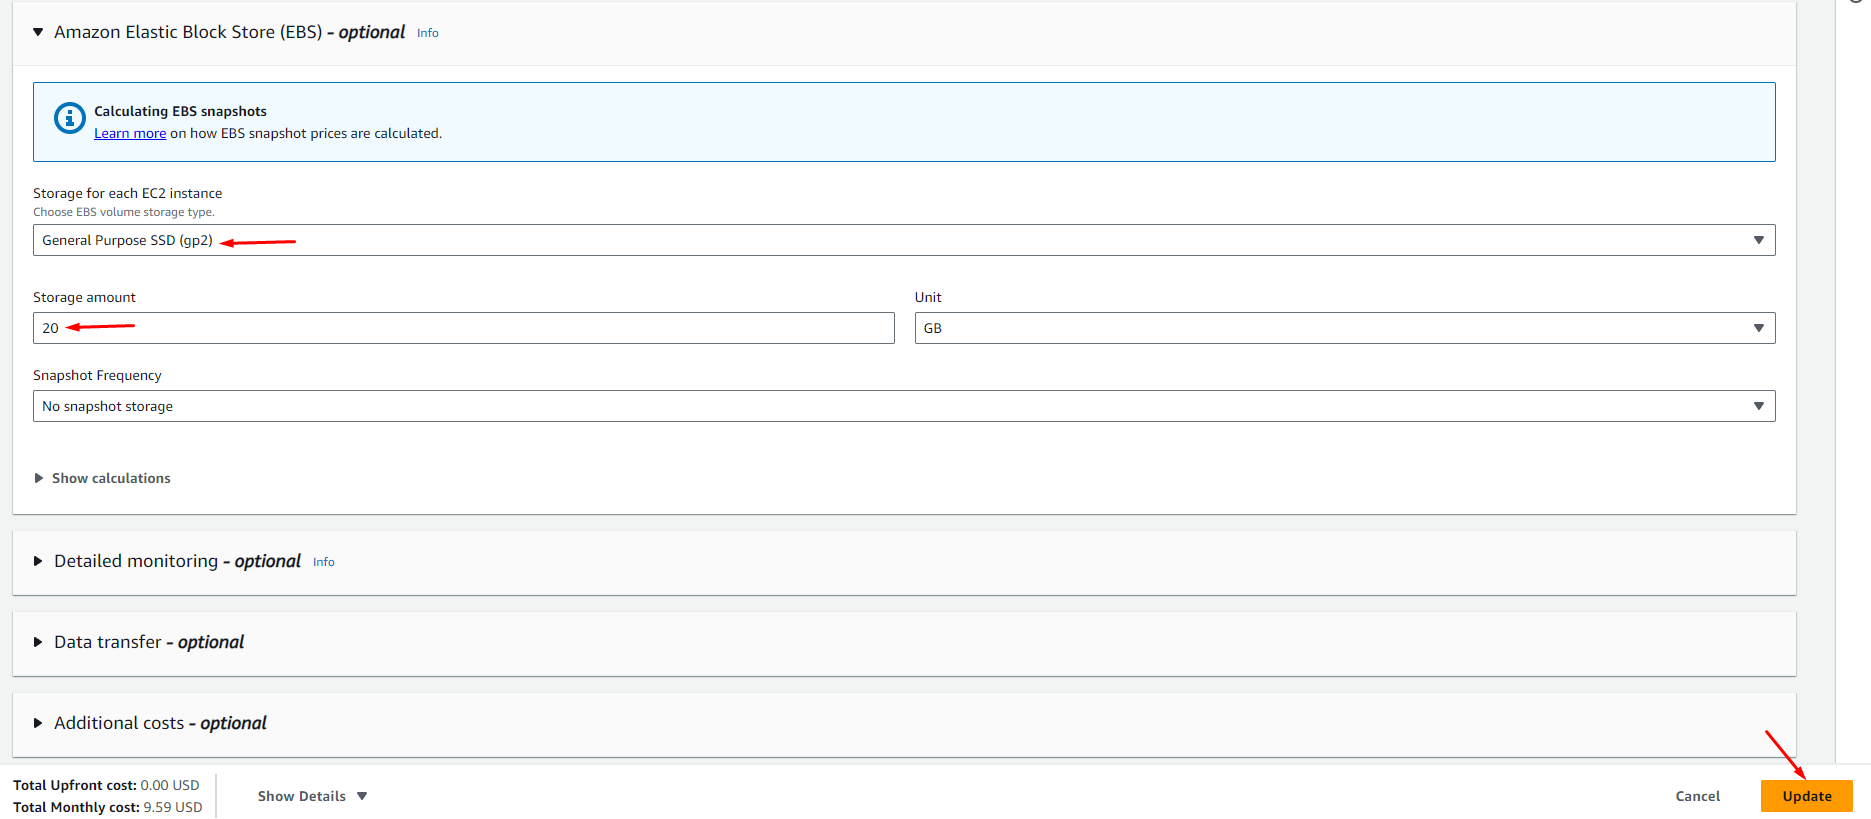 Amazon Elastic Block Store (EBS) - optional Info
Calculating EBS snapshots
Learn more on how EBS snapshot prices are calculated.
Storage for each EC2 instance
Choose EBS volume storage type.
General Purpose SSD (gp2)
Storage amount
20
Unit
GB
Snapshot Frequency
No snapshot storage
Show calculations
Detailed monitoring - optional Info
Data transfer - optional
Additional costs - optional
Total Upfront cost: 0.00 USD
Total Monthly cost: 9.59 USD
Show Details
Cancel
Update